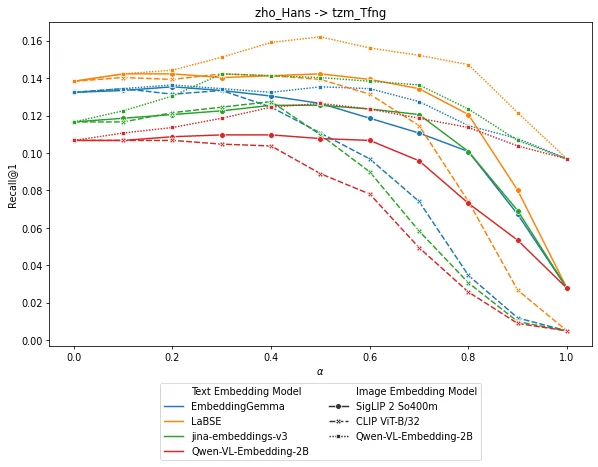 zho_Hans -> tzm_Tfng
Recall@1
0.16
0.14
0.12
0.10
0.08
0.06
0.04
0.02
0.00
0.0 0.2 0.4 0.6 0.8 1.0
α
Text Embedding Model Image Embedding Model
EmbeddingGemma SigLIP 2 So400m
LaBSE CLIP ViT-B/32
jina-embeddings-v3 Qwen-VL-Embedding-2B
Qwen-VL-Embedding-2B